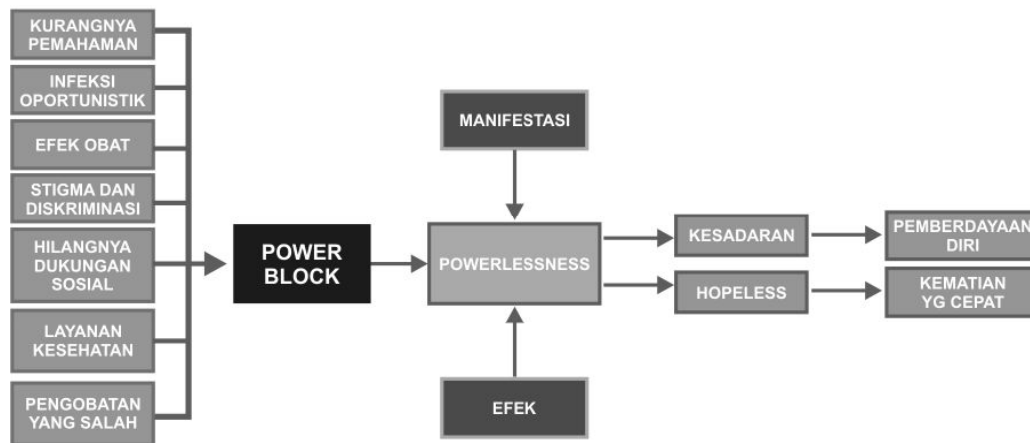 KURANGNYA
PEMAHAMAN
INFEKSI
OPORTUNISTIK
EFEK OBAT
STIGMA DAN
DISKRIMINASI
HILANGNYA
DUKUNGAN
SOSIAL
LAYANAN
KESEHATAN
PENGOBATAN
YANG SALAH
POWER
BLOCK
MANIFESTASI
POWERLESSNESS
EFEK
KESADARAN
HOPELESS
PEMBERDAYAAN
DIRI
KEMATIAN
YG CEPAT